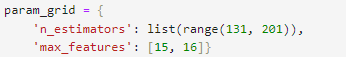 param_grid = {
    'n_estimators': list(range(131, 201)),
    'max_features': [15, 16]}